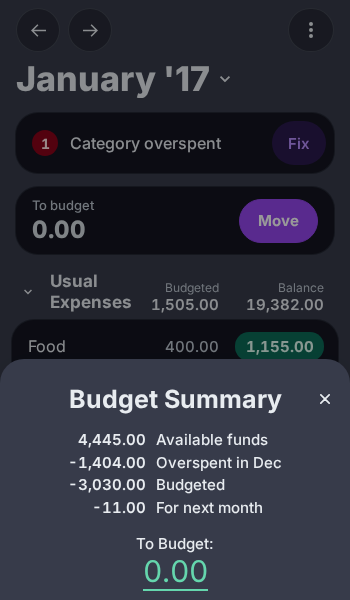 January '17
1 Category overspent Fix
To budget
0.00 Move
Usual Expenses Budgeted 1,505.00 Balance 19,382.00
Food 400.00 1,155.00
Budget Summary
4,445.00 Available funds
-1,404.00 Overspent in Dec
-3,030.00 Budgeted
-11.00 For next month
To Budget:
0.00